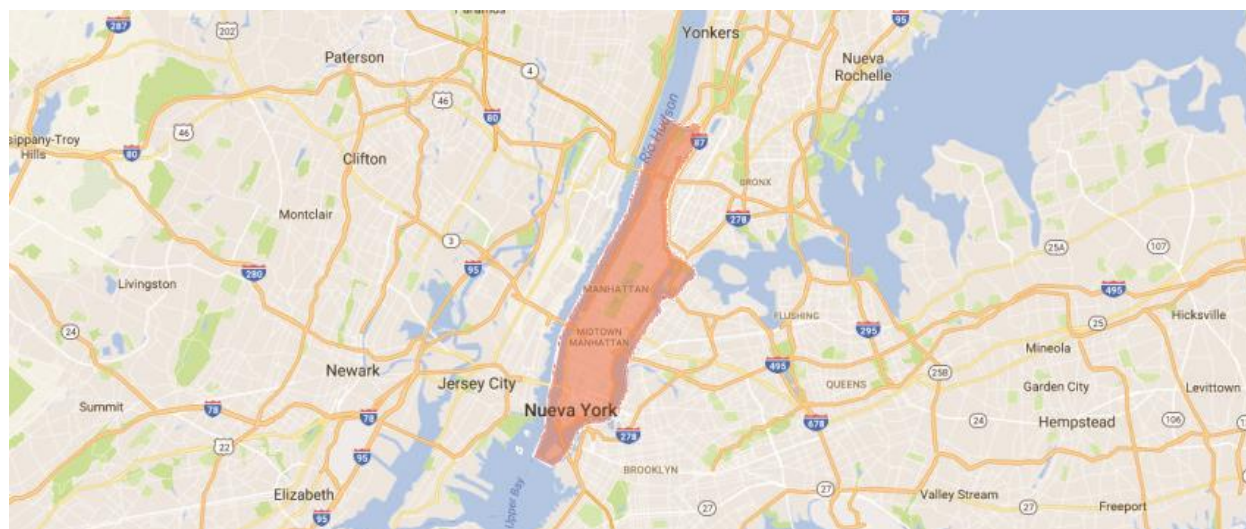 287
202
Paramus
Yonkers
95
Nueva
Rochelle
Paterson
4
46
80
Río Hudson
87
46
sippany-Troy
Hills
80
Clifton
BRONX
278
Montclair
3
95
25A
107
280
Livingston
MANHATTAN
495
FLUSHING
295
25
Hicksville
24
MIDTOWN
MANHATTAN
Mineola
495
Newark
Jersey City
QUEENS
25B
Garden City
Levittown
Summit
78
78
Nueva York
678
24
Hempstead
106
22
278
95
BROOKLYN
Elizabeth
Upper Bay
27
27
Valley Stream
27
Freeport
95